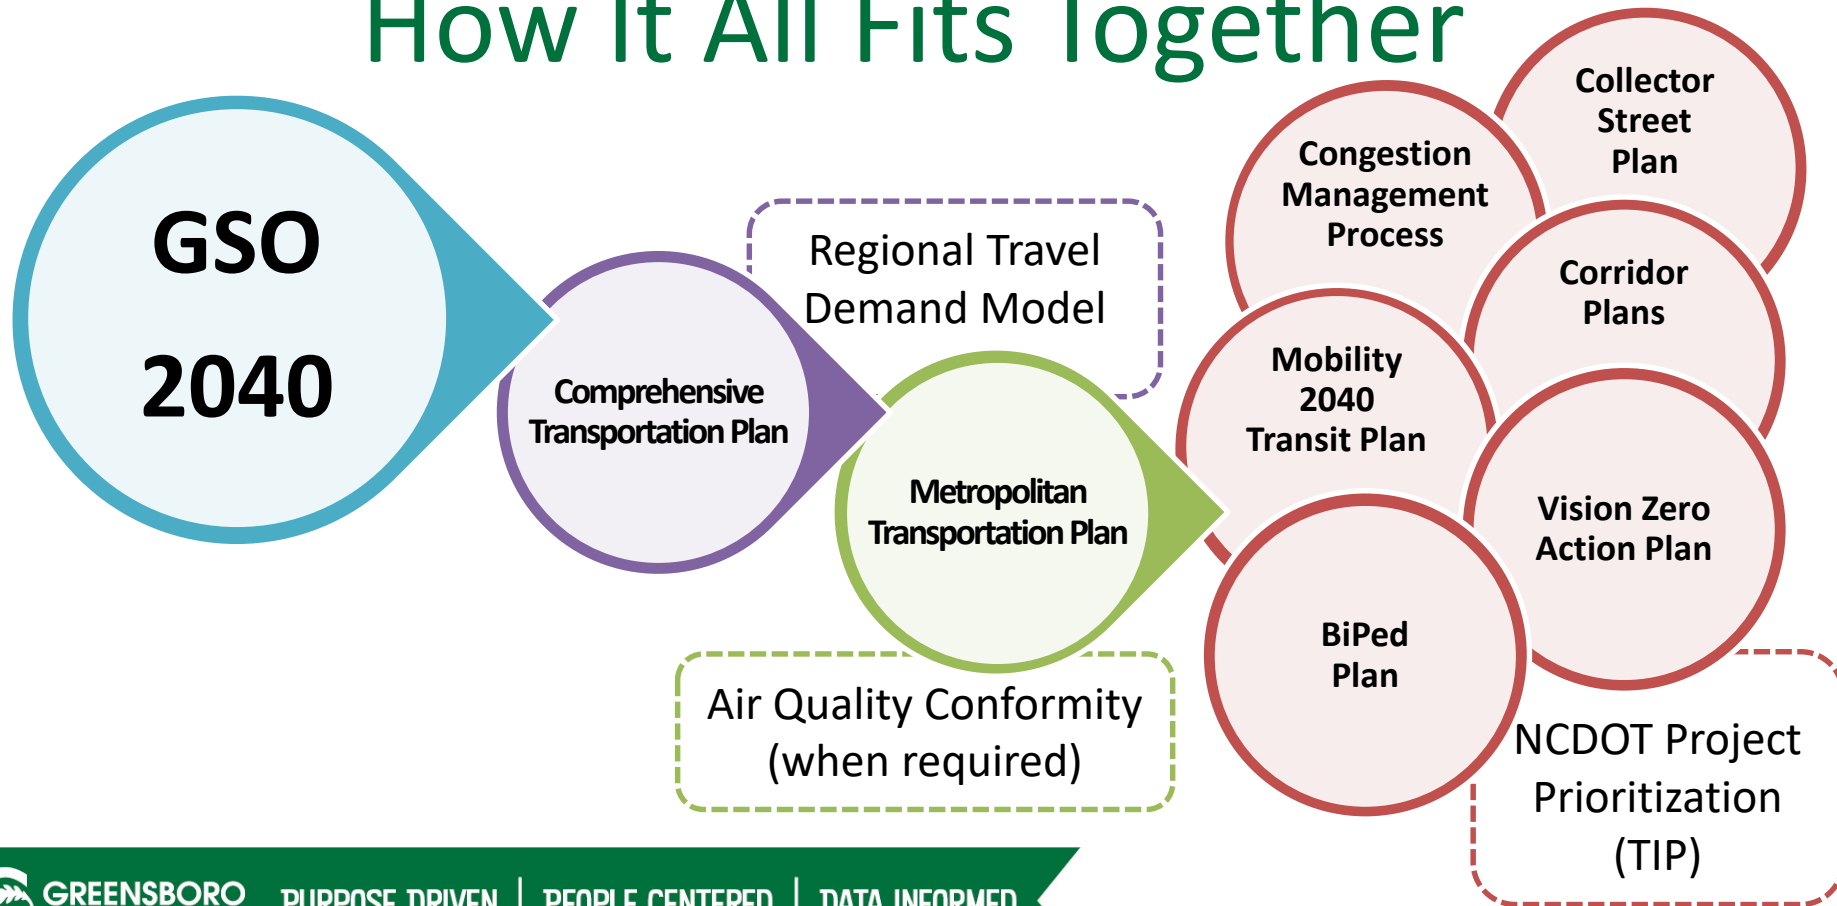 How It All Fits Together
GSO
2040
Comprehensive
Transportation Plan
Regional Travel
Demand Model
Metropolitan
Transportation Plan
Air Quality Conformity
(when required)
Collector
Street
Plan
Congestion
Management
Process
Corridor
Plans
Mobility
2040
Transit Plan
Vision Zero
Action Plan
BiPed
Plan
NCDOT Project
Prioritization
(TIP)
GREENSBORO
PURPOSE DRIVEN | PEOPLE CENTERED | DATA INFORMED